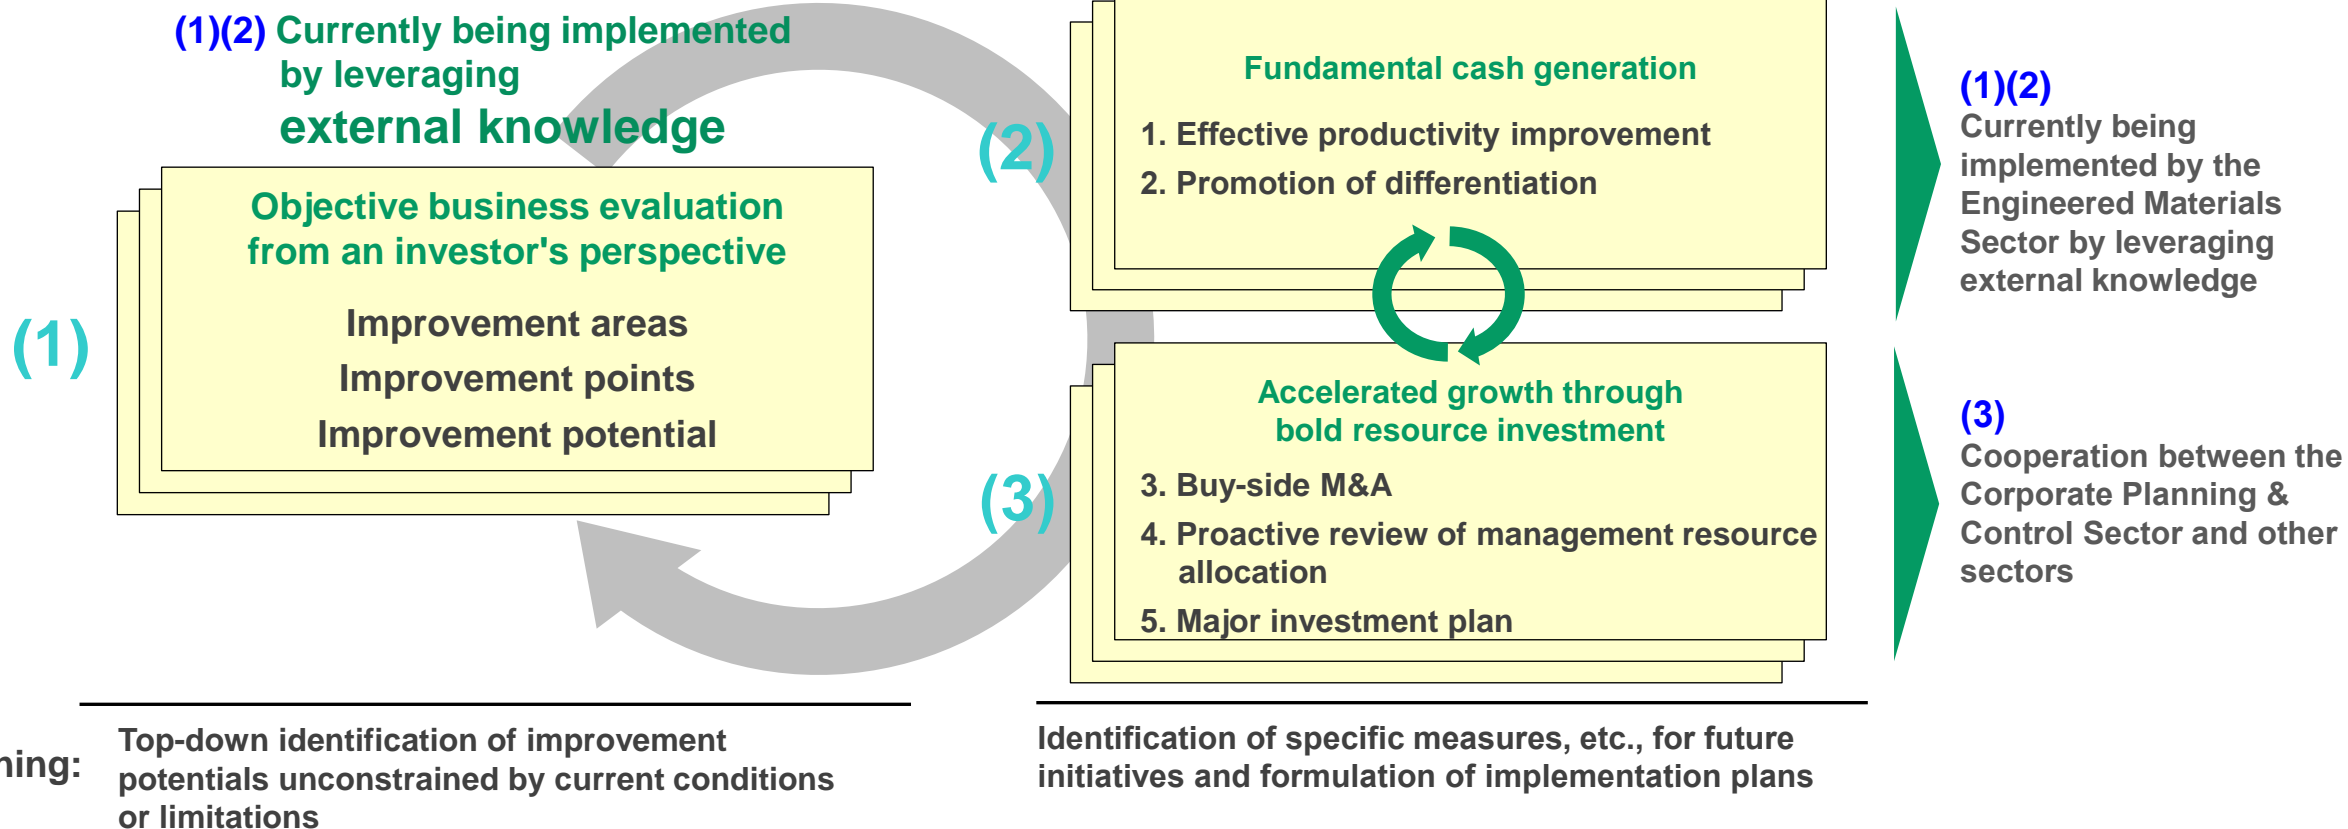 (1)(2) Currently being implemented
by leveraging
external knowledge
(1)
Objective business evaluation
from an investor's perspective
Improvement areas
Improvement points
Improvement potential
(2)
Fundamental cash generation
1. Effective productivity improvement
2. Promotion of differentiation
(3)
Accelerated growth through
bold resource investment
3. Buy-side M&A
4. Proactive review of management resource
allocation
5. Major investment plan
(1)(2)
Currently being
implemented by the
Engineered Materials
Sector by leveraging
external knowledge
(3)
Cooperation between the
Corporate Planning &
Control Sector and other
sectors
Top-down identification of improvement
potentials unconstrained by current conditions
or limitations
Identification of specific measures, etc., for future
initiatives and formulation of implementation plans